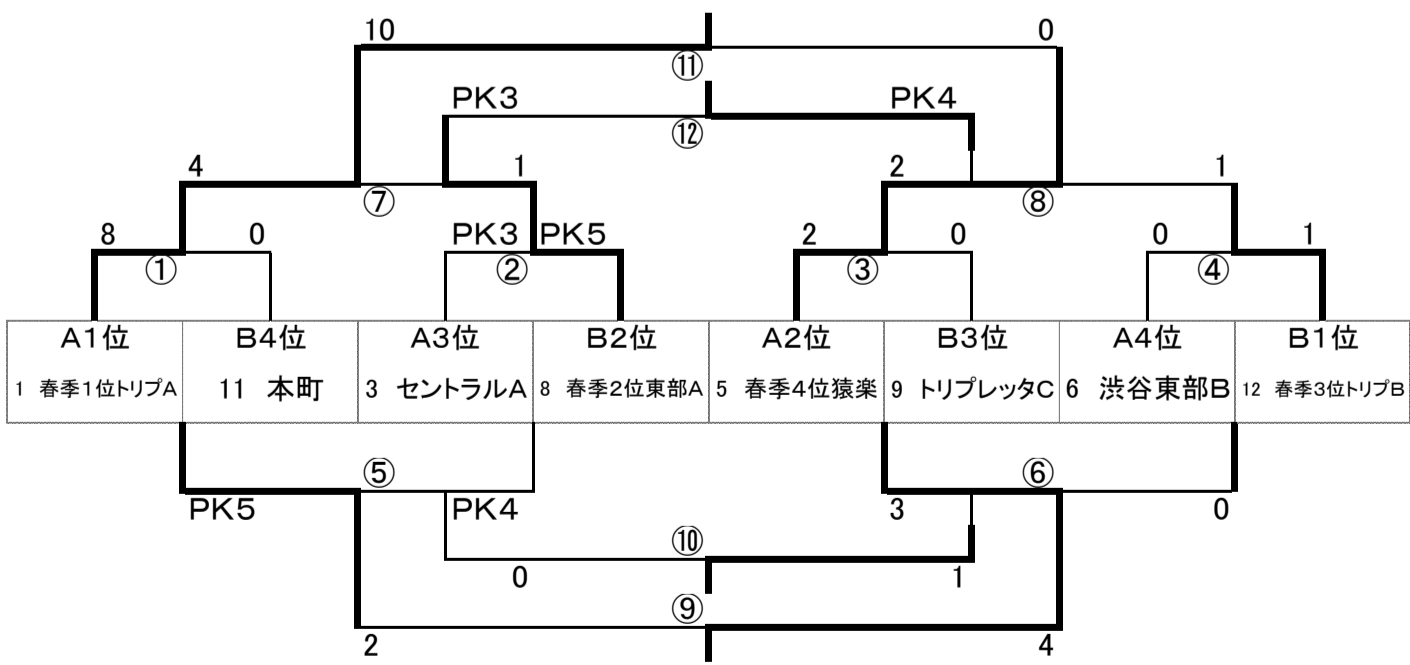 10 0
⑪
PK3 PK4
⑫
4 1 2 1
⑦ ⑧
8 0 PK3 PK5 2 0 0 1
① ② ③ ④
A1位 B4位 A3位 B2位 A2位 B3位 A4位 B1位
1 春季1位トリプA 11 本町 3 セントラルA 8 春季2位東部A 5 春季4位猿楽 9 トリプレッタC 6 渋谷東部B 12 春季3位トリプB
⑤ ⑥
PK5 PK4 3 0
⑩
0 1
⑨
2 4